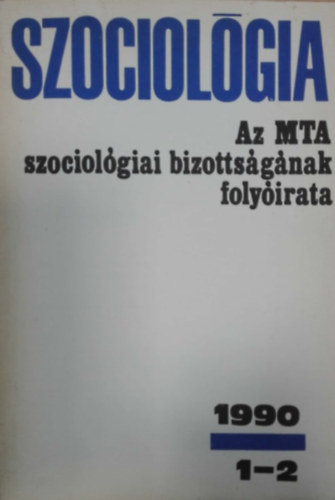 SZOCIOLÓGIA
Az MTA
szociológiai bizottságának
folyóirata
1990
1-2